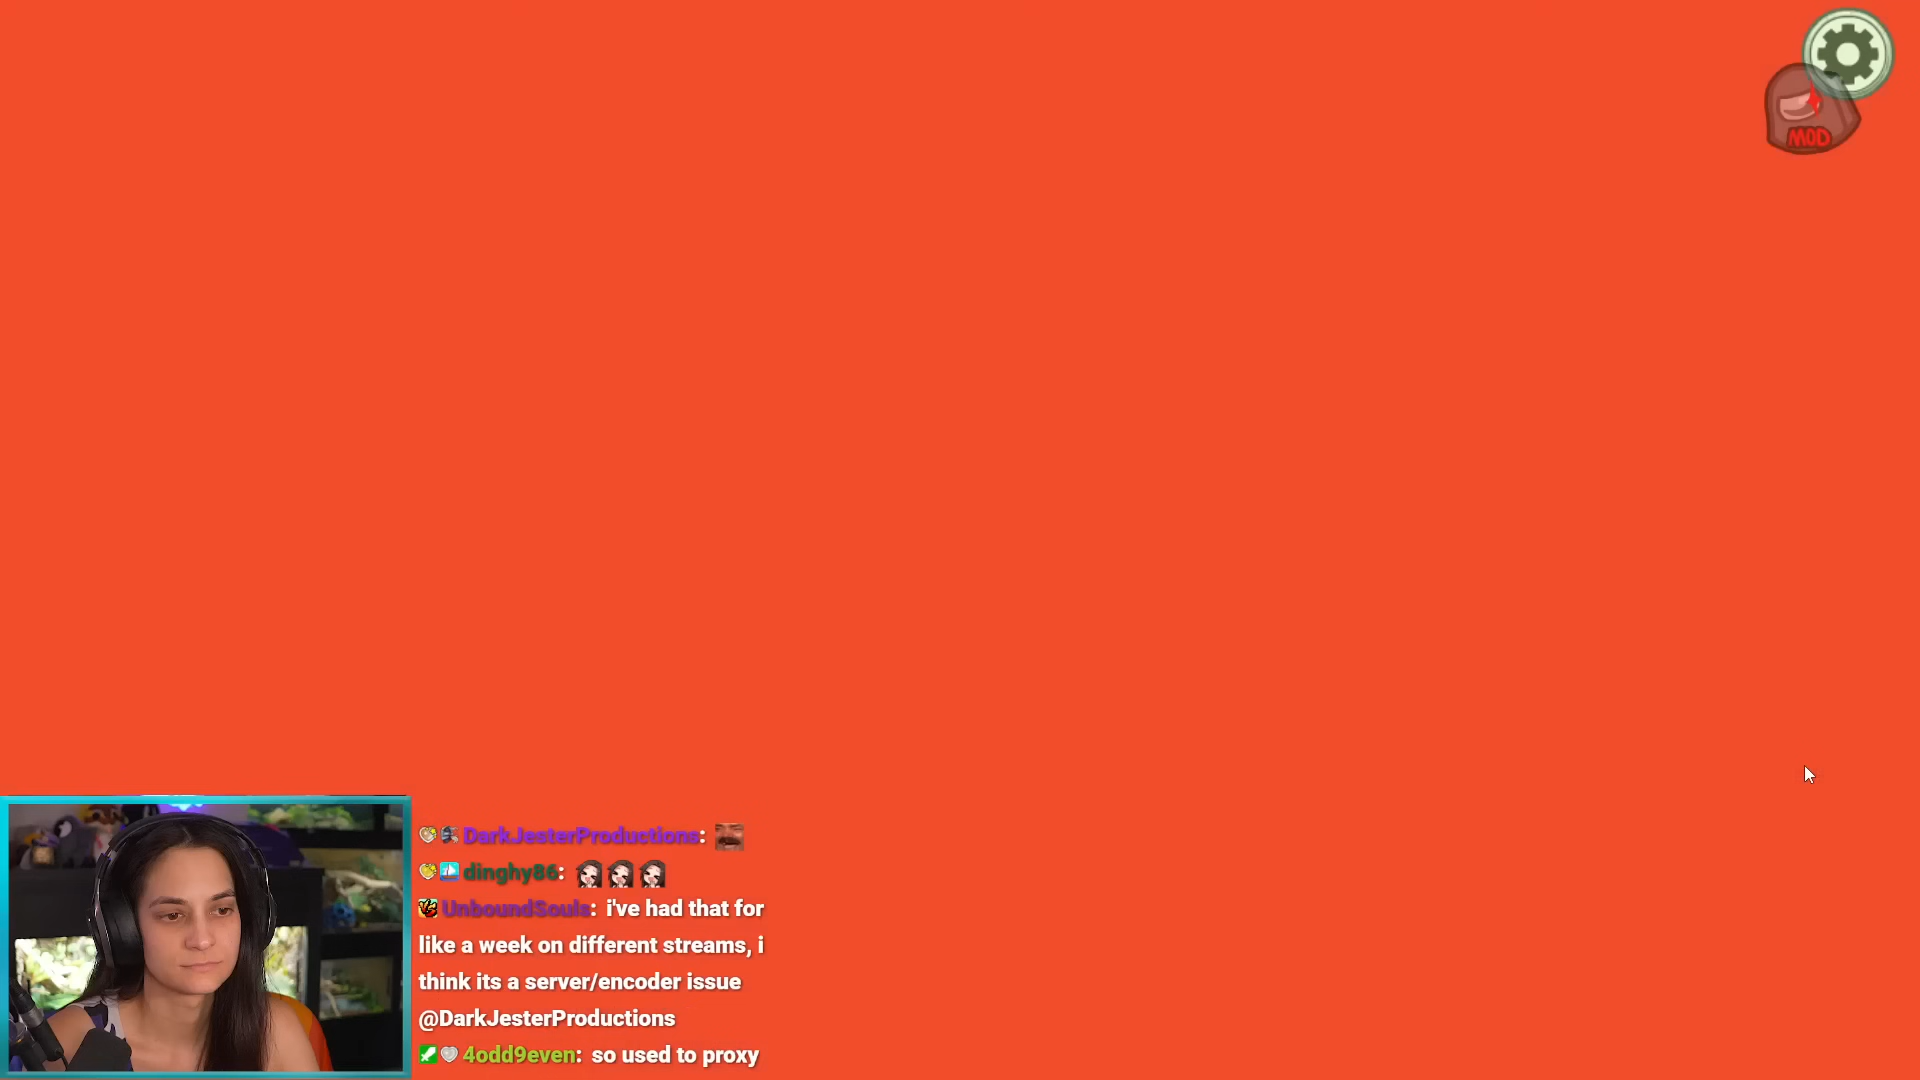 MOD
DarkJesterProductions:
dinghy86:
UnboundSouls: i've had that for
like a week on different streams, i
think its a server/encoder issue
@DarkJesterProductions
4odd9even: so used to proxy